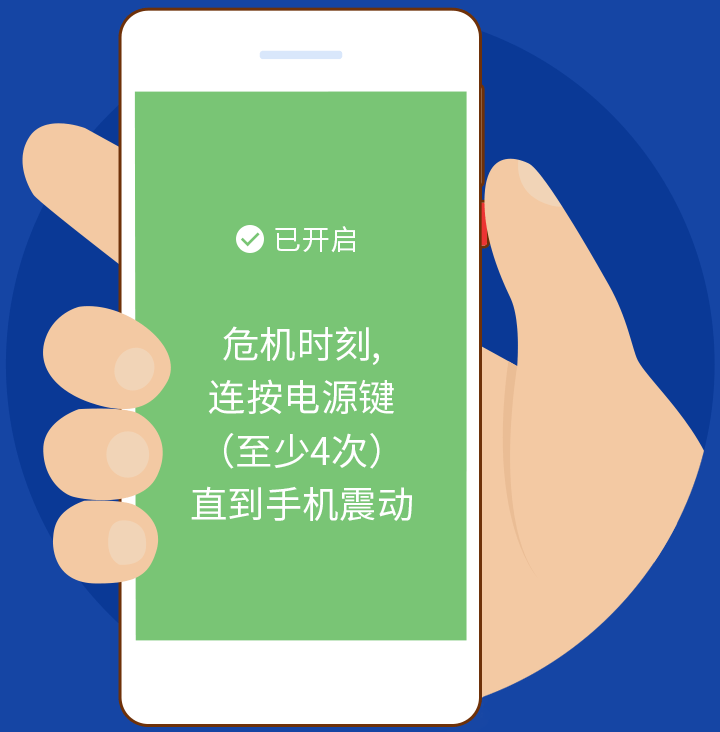 已开启
危机时刻,
连按电源键
（至少4次）
直到手机震动